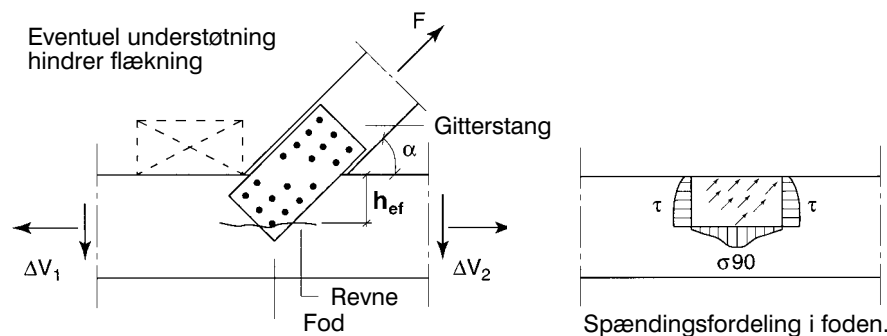 Eventuel understøtning
hindrer flækning
F
Gitterstang
α
h_ef
τ
τ
ΔV₁
ΔV₂
σ90
Revne
Fod
Spændingsfordeling i foden.